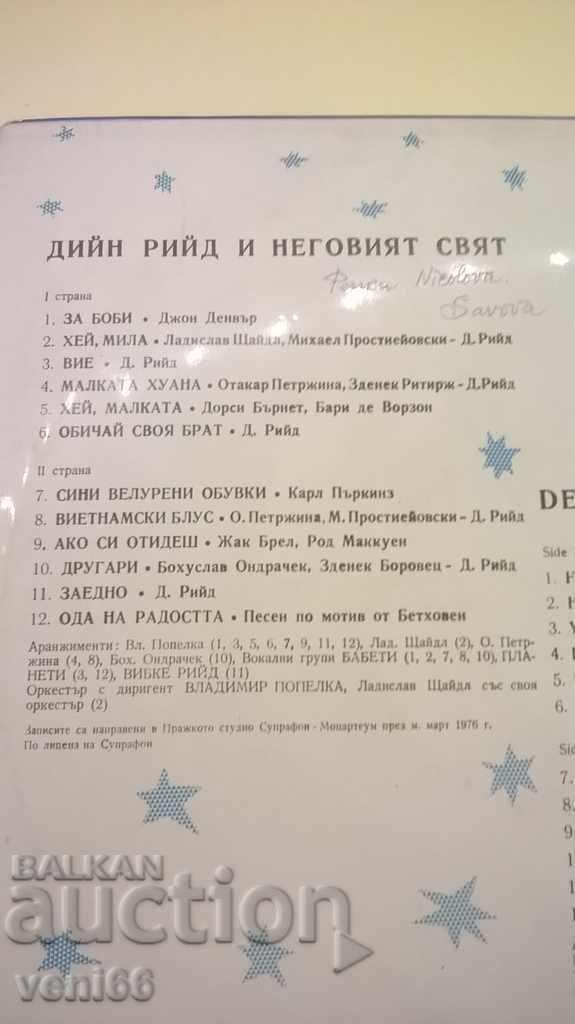 ДИЙН РИЙД И НЕГОВИЯТ СВЯТ
Nicolova
Savova
I страна
1. ЗА БОБИ • Джон Денвър
2. ХЕЙ, МИЛА • Ладислав Щайдл, Михаел Простиейовски - Д. Рийд
3. ВИЕ • Д. Рийд
4. МАЛКАТА ХУАНА • Отакар Петржина, Зденек Ритирж - Д.Рийд
5. ХЕЙ, МАЛКАТА • Дорси Бърнет, Бари де Ворзон
6. ОБИЧАЙ СВОЯ БРАТ • Д. Рийд
II страна
7. СИНИ ВЕЛУРЕНИ ОБУВКИ • Карл Пъркинз
8. ВИЕТНАМСКИ БЛУС • О. Петржина, М. Простиейовски - Д. Рийд
9. АКО СИ ОТИДЕШ • Жак Брел, Род Маккуен
10. ДРУГАРИ • Бохуслав Ондрачек, Зденек Боровец - Д. Рийд
11. ЗАЕДНО • Д. Рийд
12. ОДА НА РАДОСТТА • Песен по мотив от Бетховен
Аранжименти: Вл. Попелка (1, 3, 5, 6, 7, 9, 11, 12), Лад. Щайдл (2), О. Петр-
жина (4, 8), Бох. Ондрачек (10), Вокални групи БАБЕТИ (1, 2, 7, 8, 10), ПЛА-
НЕТИ (3, 12), ВИБКЕ РИЙД (11)
Оркестър с диригент ВЛАДИМИР ПОПЕЛКА, Ладислав Щайдл със своя
оркестър (2)
Записите са направени в Пражкото студио Супрафон - Моцартеум през м. март 1976 г.
По лиценз на Супрафон
DE
Side
1. H
2. H
3. Y
4.
5.
6.
Sid
7.
8.
9
1
1
BALKAN
auction
veni66